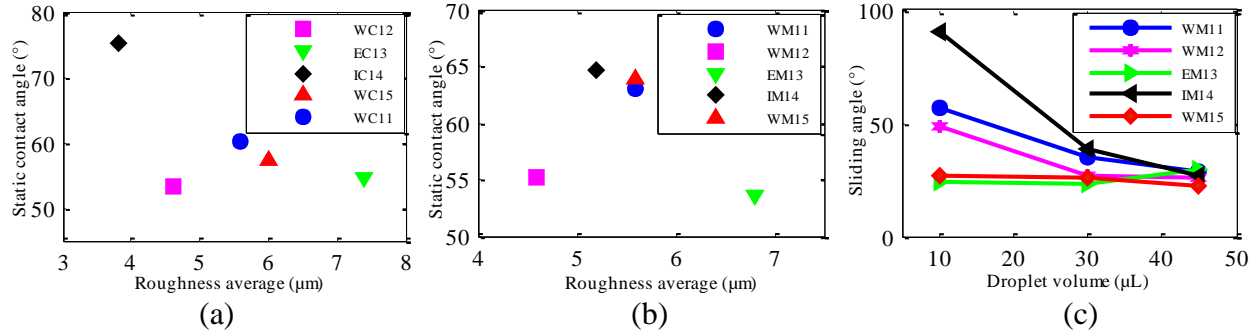 80
70
60
50
3
4
5
6
7
8
Static contact angle (°)
Roughness average (µm)
WC12
EC13
IC14
WC15
WC11
(a)
70
65
60
55
50
4
5
6
7
Static contact angle (°)
Roughness average (µm)
WM11
WM12
EM13
IM14
WM15
(b)
100
50
0
10
20
30
40
50
Sliding angle (°)
Droplet volume (µL)
WM11
WM12
EM13
IM14
WM15
(c)